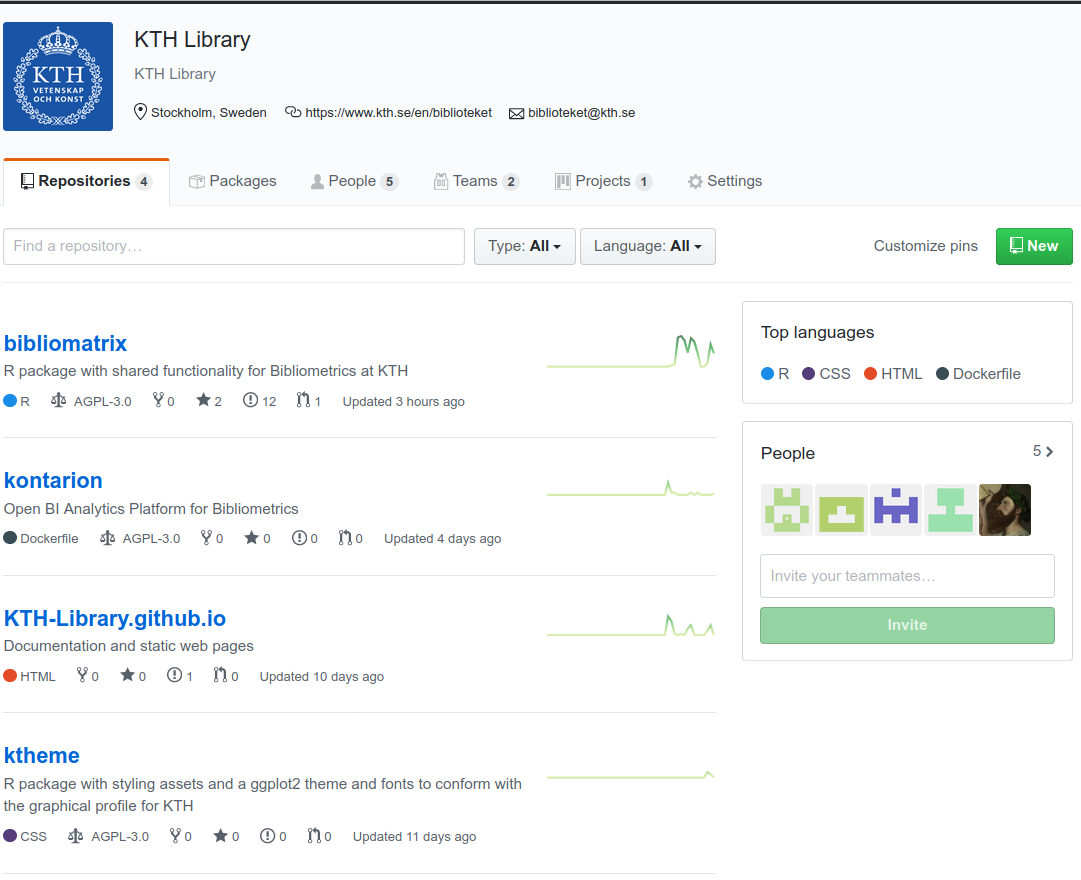 KTH
VETENSKAP
OCH KONST
KTH Library
KTH Library
Stockholm, Sweden https://www.kth.se/en/biblioteket biblioteket@kth.se
Repositories 4 Packages People 5 Teams 2 Projects 1 Settings
Find a repository… Type: All Language: All Customize pins New
bibliomatrix
R package with shared functionality for Bibliometrics at KTH
R AGPL-3.0 0 2 12 1 Updated 3 hours ago
kontarion
Open BI Analytics Platform for Bibliometrics
Dockerfile AGPL-3.0 0 0 0 0 Updated 4 days ago
KTH-Library.github.io
Documentation and static web pages
HTML 0 0 1 0 Updated 10 days ago
ktheme
R package with styling assets and a ggplot2 theme and fonts to conform with
the graphical profile for KTH
CSS AGPL-3.0 0 0 0 0 Updated 11 days ago
Top languages
R CSS HTML Dockerfile
People 5
Invite your teammates…
Invite